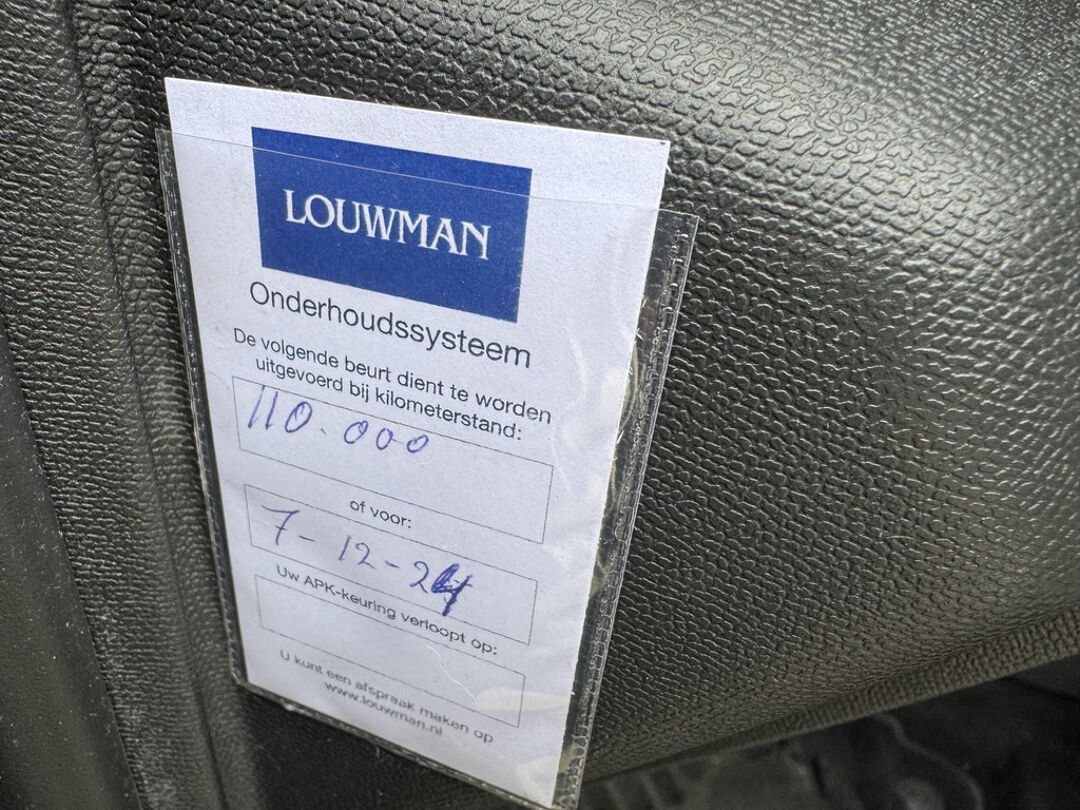 LOUWMAN
Onderhoudssysteem
De volgende beurt dient te worden
uitgevoerd bij kilometerstand:
110.000
of voor:
7-12-24
Uw APK-keuring verloopt op:
U kunt een afspraak maken op
www.louwman.nl